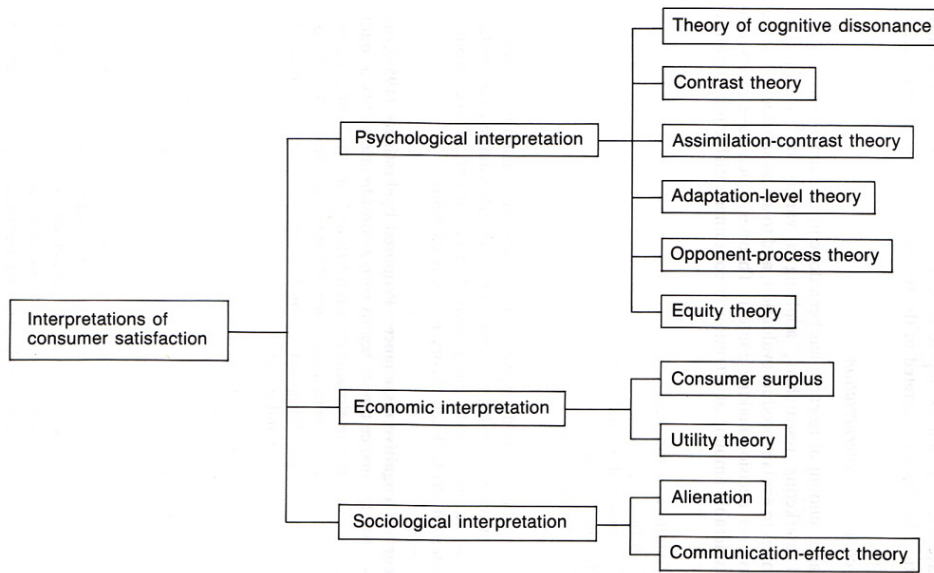 Theory of cognitive dissonance
Contrast theory
Psychological interpretation
Assimilation-contrast theory
Adaptation-level theory
Opponent-process theory
Equity theory
Interpretations of
consumer satisfaction
Consumer surplus
Economic interpretation
Utility theory
Alienation
Sociological interpretation
Communication-effect theory